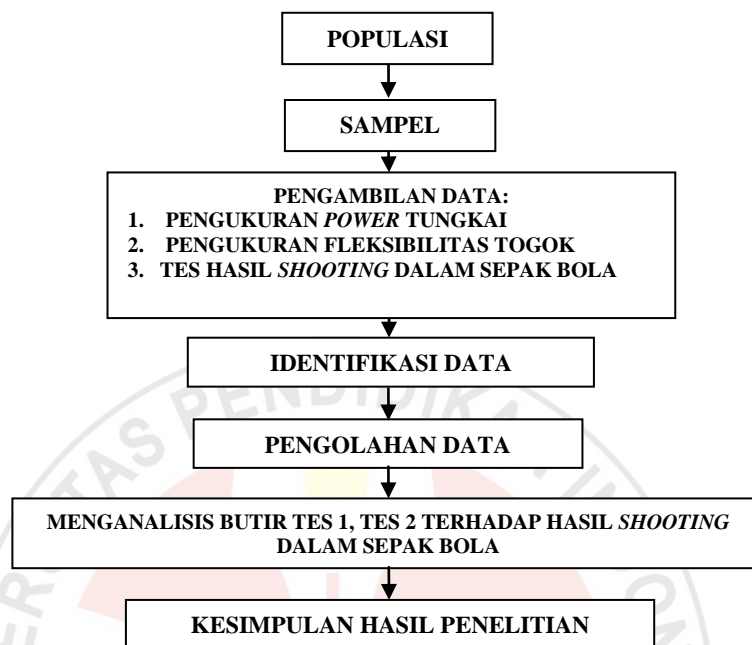 POPULASI
SAMPEL
PENGAMBILAN DATA:
1. PENGUKURAN POWER TUNGKAI
2. PENGUKURAN FLEKSIBILITAS TOGOK
3. TES HASIL SHOOTING DALAM SEPAK BOLA
IDENTIFIKASI DATA
PENGOLAHAN DATA
MENGANALISIS BUTIR TES 1, TES 2 TERHADAP HASIL SHOOTING
DALAM SEPAK BOLA
KESIMPULAN HASIL PENELITIAN